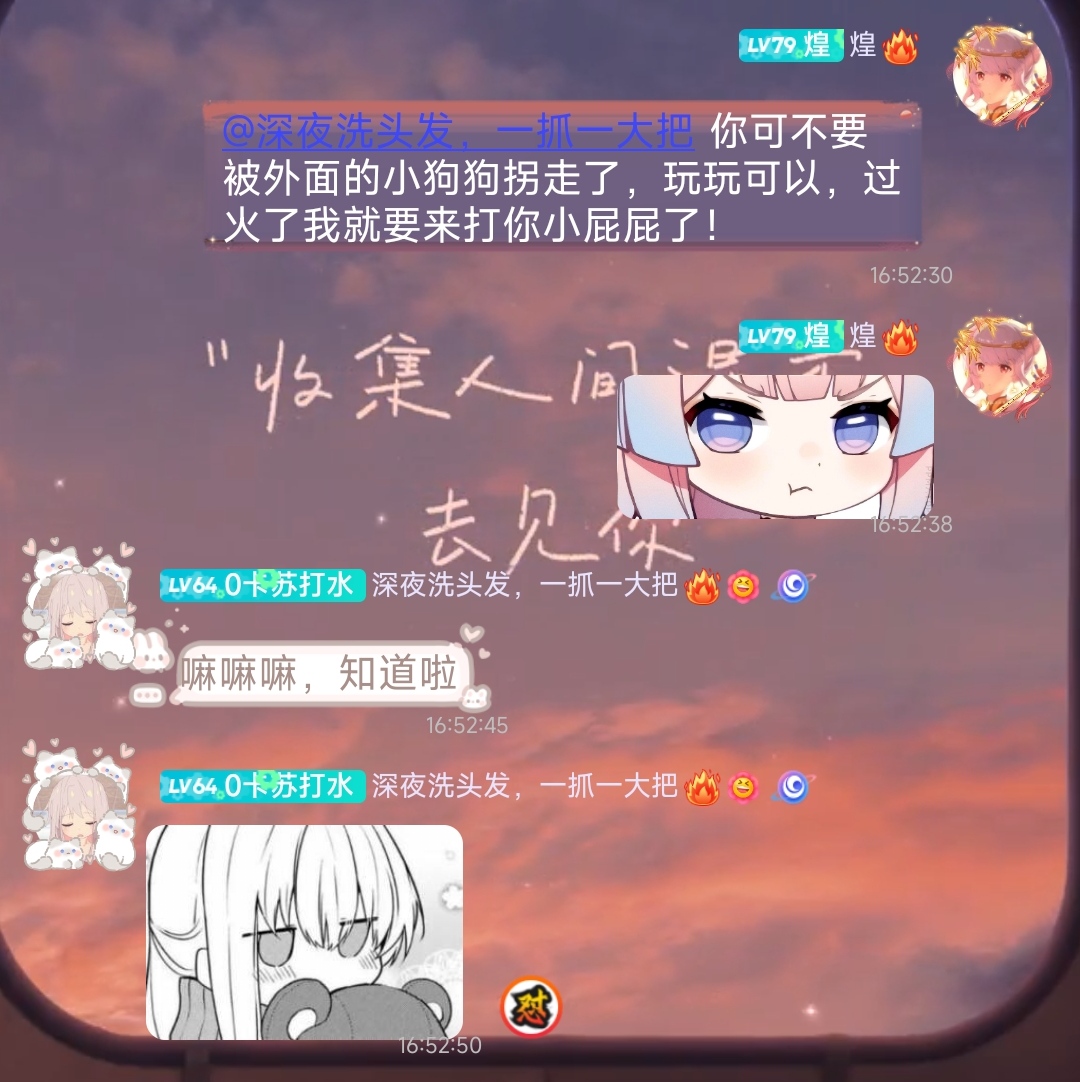 LV79 煌 煌
@深夜洗头发，一抓一大把 你可不要
被外面的小狗狗拐走了，玩玩可以，过
火了我就要来打你小屁屁了！
16:52:30
LV79 煌 煌
"收集人间
16:52:38
去见你
LV64 0卡苏打水 深夜洗头发，一抓一大把
嘛嘛嘛，知道啦
16:52:45
LV64 0卡苏打水 深夜洗头发，一抓一大把
怼
16:52:50